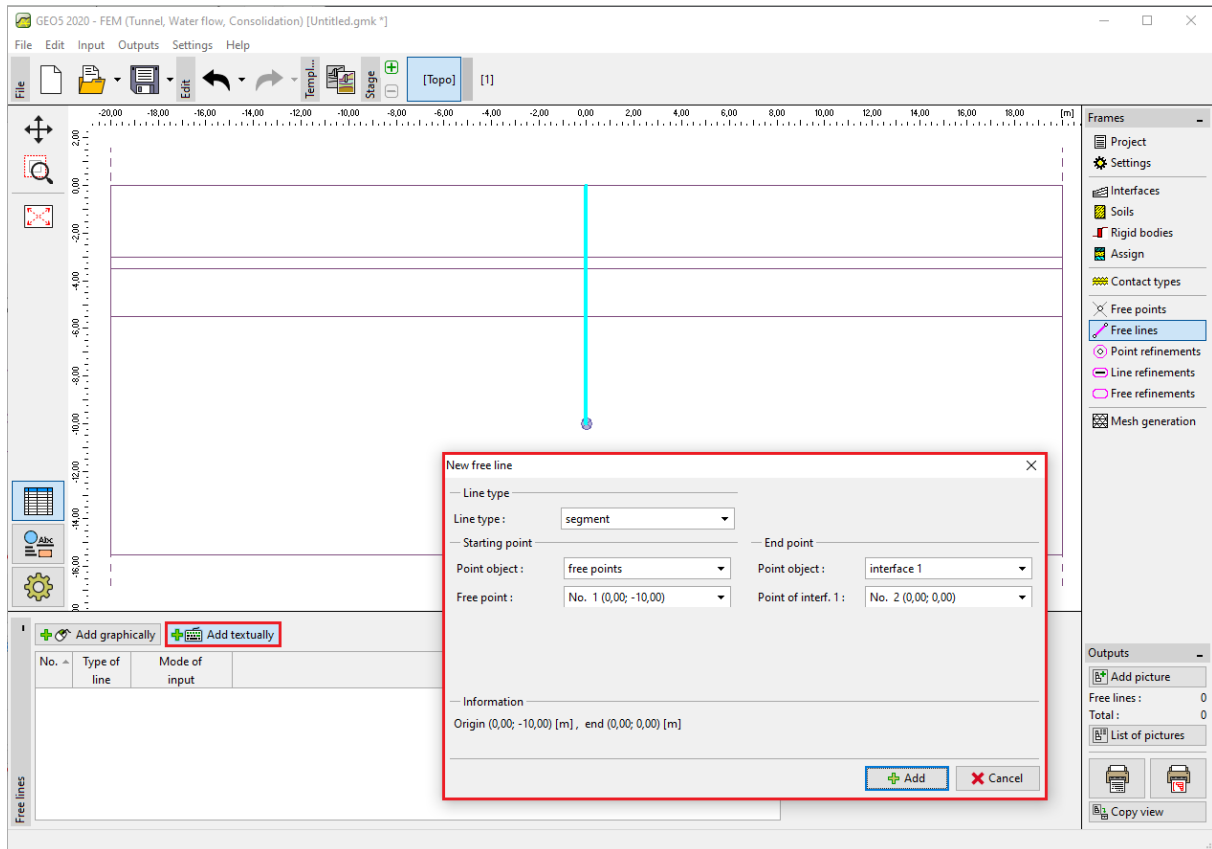 GEO5 2020 - FEM (Tunnel, Water flow, Consolidation) [Untitled.gmk *]
File Edit Input Outputs Settings Help
File
Edit
Templ...
Stage
[Topo]
[1]
-20,00 -18,00 -16,00 -14,00 -12,00 -10,00 -8,00 -6,00 -4,00 -2,00 0,00 2,00 4,00 6,00 8,00 10,00 12,00 14,00 16,00 18,00 [m]
2,00
0,00
-2,00
-4,00
-6,00
-8,00
-10,00
-12,00
-14,00
-16,00
Abc
Frames
Project
Settings
Interfaces
Soils
Rigid bodies
Assign
Contact types
Free points
Free lines
Point refinements
Line refinements
Free refinements
Mesh generation
New free line
Line type
Line type : segment
Starting point
End point
Point object : free points
Point object : interface 1
Free point : No. 1 (0,00; -10,00)
Point of interf. 1 : No. 2 (0,00; 0,00)
Information
Origin (0,00; -10,00) [m] , end (0,00; 0,00) [m]
Add
Cancel
Add graphically
Add textually
No.
Type of line
Mode of input
Free lines
Outputs
Add picture
Free lines : 0
Total : 0
List of pictures
Copy view